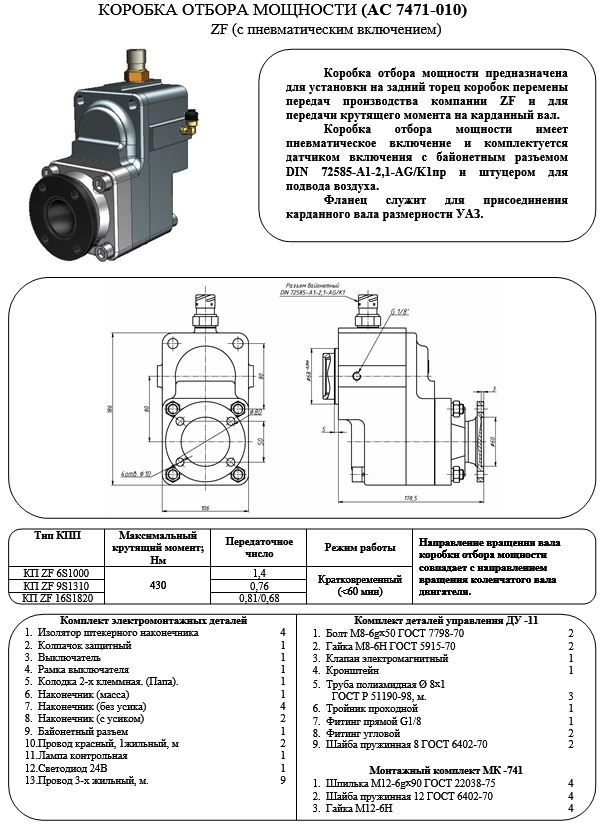 КОРОБКА ОТБОРА МОЩНОСТИ (АС 7471-010)
ZF (с пневматическим включением)
Коробка отбора мощности предназначена
для установки на задний торец коробок перемены
передач производства компании ZF и для
передачи крутящего момента на карданный вал.
Коробка отбора мощности имеет
пневматическое включение и комплектуется
датчиком включения с байонетным разъемом
DIN 72585-A1-2,1-AG/K1пр и штуцером для
подвода воздуха.
Фланец служит для присоединения
карданного вала размерности УАЗ.
Разъем байонетный
DIN 72585-A1-2,1-AG/K1
G 1/8'
186
80
80
Ф80
50
4 отв. Ф10
106
5
3
ø60
178,5
Тип КПП
Максимальный крутящий момент; Нм
Передаточное число
Режим работы
Направление вращения вала коробки отбора мощности совпадает с направлением вращения коленчатого вала двигателя.
КП ZF 6S1000 430 1,4 Кратковременный (<60 мин)
КП ZF 9S1310 0,76
КП ZF 16S1820 0,81/0,68
Комплект электромонтажных деталей
1. Изолятор штекерного наконечника 4
2. Колпачок защитный 1
3. Выключатель 1
4. Рамка выключателя 1
5. Колодка 2-х клеммная. (Папа). 1
6. Наконечник (масса) 1
7. Наконечник (без усика) 4
8. Наконечник (с усиком) 2
9. Байонетный разъем 1
10.Провод красный, 1жильный, м 2
11.Лампа контрольная 1
12.Светодиод 24В 1
13.Провод 3-х жильный, м. 9
Комплект деталей управления ДУ -11
1. Болт М8-6gx50 ГОСТ 7798-70 2
2. Гайка М8-6Н ГОСТ 5915-70 2
3. Клапан электромагнитный 1
4. Кронштейн 1
5. Труба полиамидная Ø 8x1
ГОСТ Р 51190-98, м. 3
6. Тройник проходной 1
7. Фитинг прямой G1/8 1
8. Фитинг угловой 2
9. Шайба пружинная 8 ГОСТ 6402-70 2
Монтажный комплект МК -741
1. Шпилька М12-6gx90 ГОСТ 22038-75 4
2. Шайба пружинная 12 ГОСТ 6402-70 4
3. Гайка М12-6Н 4